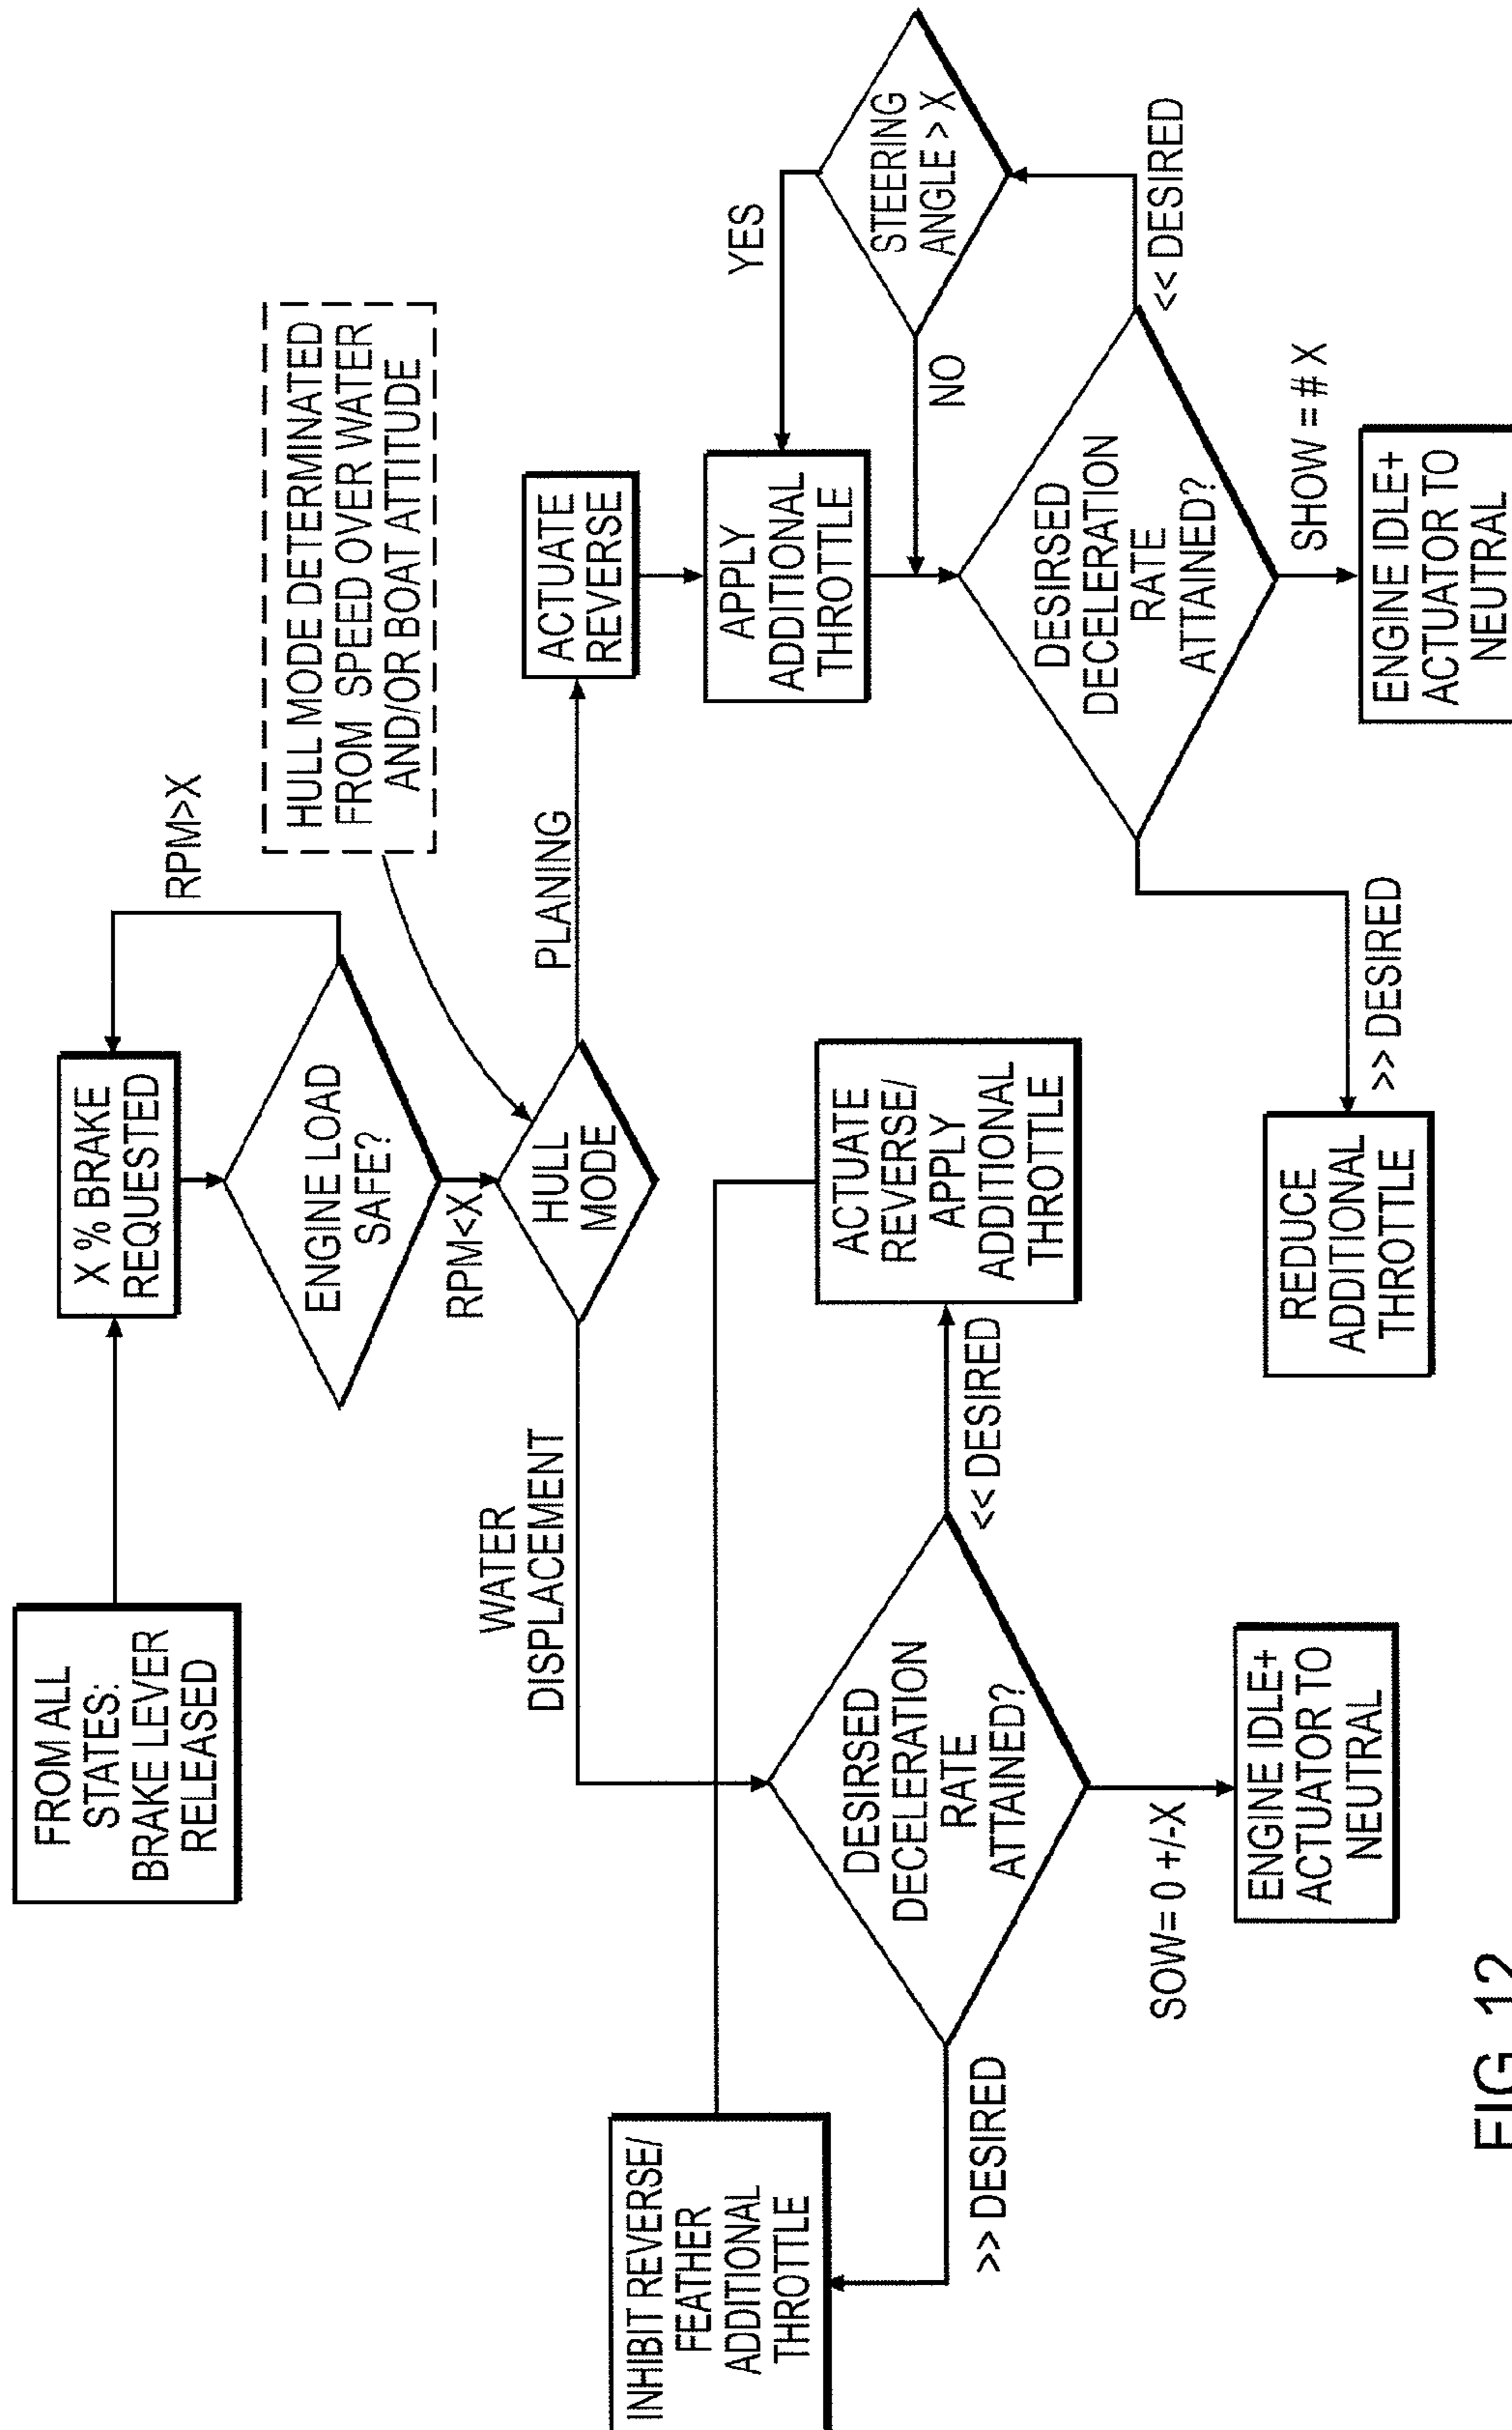 FROM ALL
STATES:
BRAKE LEVER
RELEASED
X % BRAKE
REQUESTED
RPM>X
ENGINE LOAD
SAFE?
RPM<X
HULL MODE DETERMINATED
FROM SPEED OVER WATER
AND/OR BOAT ATTITUDE
HULL
MODE
WATER
DISPLACEMENT
PLANING
ACTUATE
REVERSE
INHIBIT REVERSE/
FEATHER
ADDITIONAL
THROTTLE
ACTUATE
REVERSE/
APPLY
ADDITIONAL
THROTTLE
APPLY
ADDITIONAL
THROTTLE
YES
STEERING
ANGLE > X
NO
DESIRSED
DECELERATION
RATE
ATTAINED?
>> DESIRED
<< DESIRED
SOW= 0 +/-X
ENGINE IDLE+
ACTUATOR TO
NEUTRAL
DESIRSED
DECELERATION
RATE
ATTAINED?
<< DESIRED
>> DESIRED
REDUCE
ADDITIONAL
THROTTLE
SHOW = # X
ENGINE IDLE+
ACTUATOR TO
NEUTRAL
FIG. 12